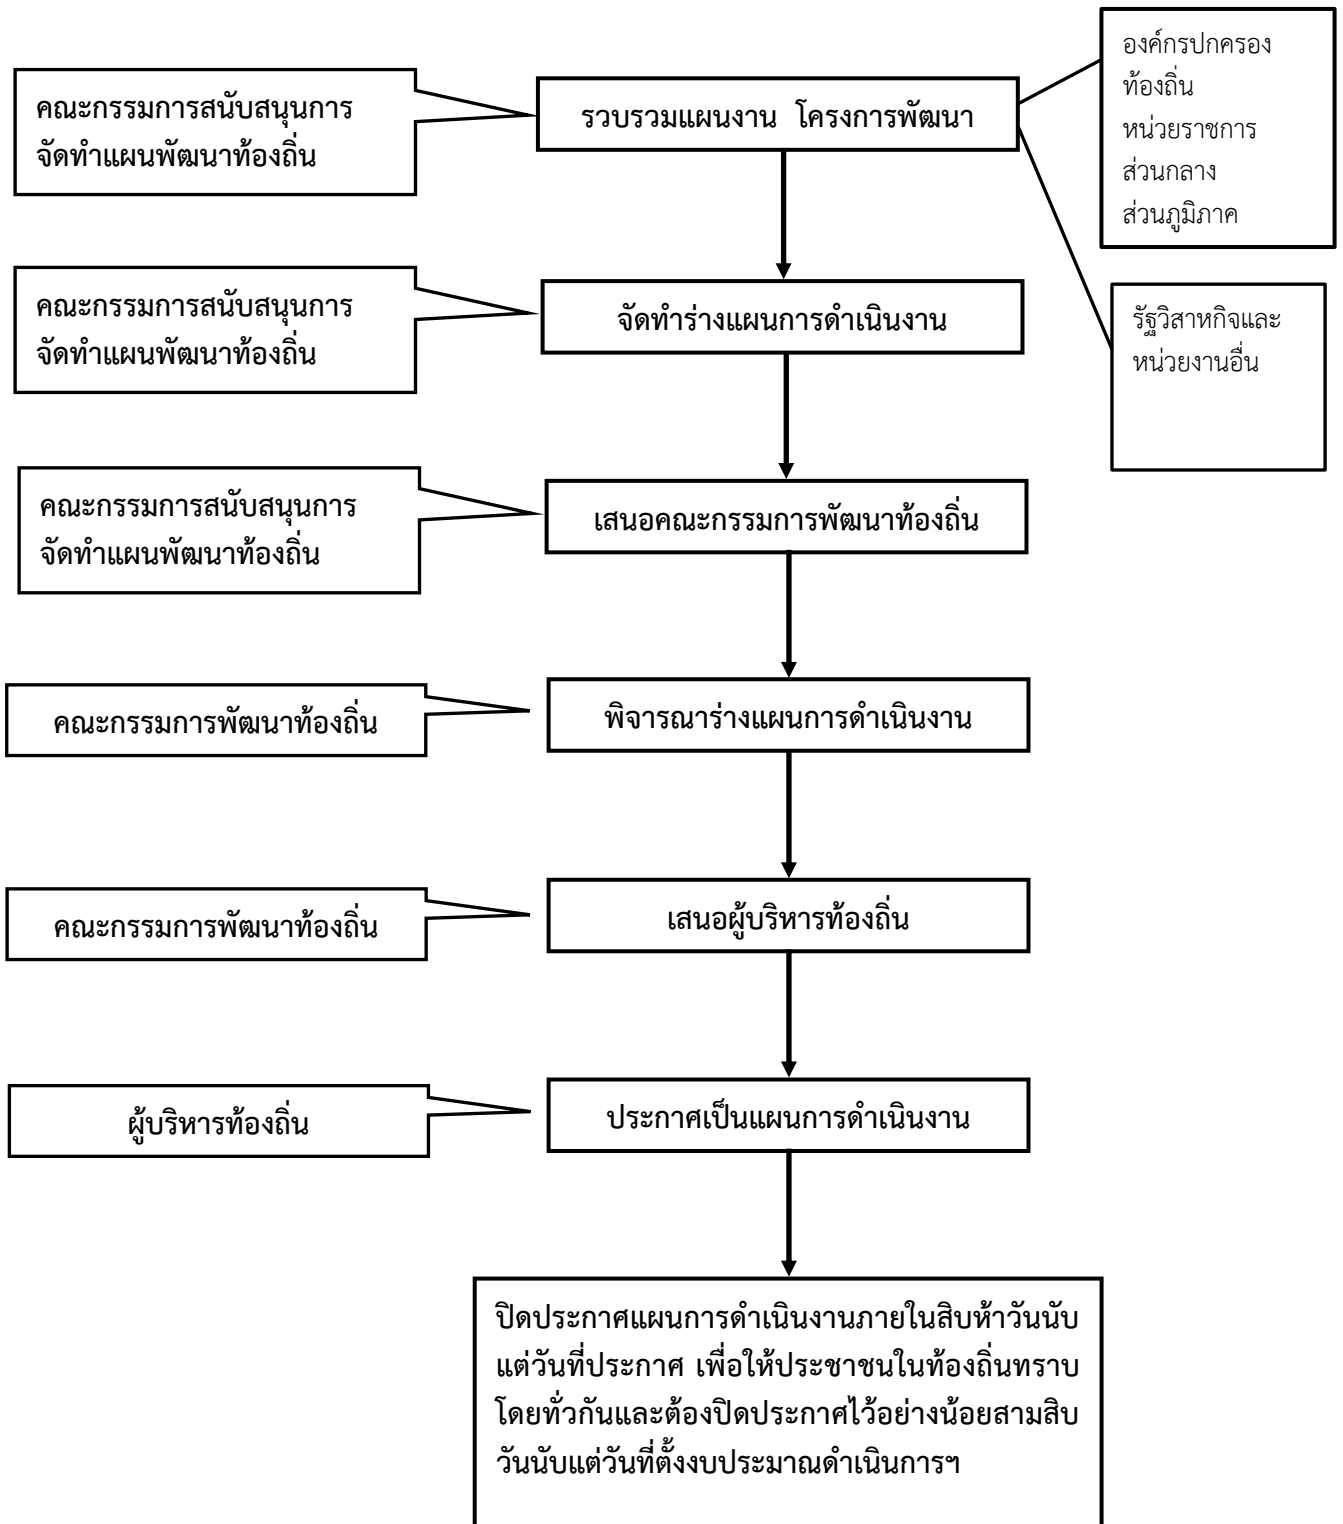 องค์กรปกครอง
ท้องถิ่น
หน่วยราชการ
ส่วนกลาง
ส่วนภูมิภาค
คณะกรรมการสนับสนุนการ
จัดทำแผนพัฒนาท้องถิ่น
รวบรวมแผนงาน โครงการพัฒนา
คณะกรรมการสนับสนุนการ
จัดทำแผนพัฒนาท้องถิ่น
จัดทำร่างแผนการดำเนินงาน
รัฐวิสาหกิจและ
หน่วยงานอื่น
คณะกรรมการสนับสนุนการ
จัดทำแผนพัฒนาท้องถิ่น
เสนอคณะกรรมการพัฒนาท้องถิ่น
คณะกรรมการพัฒนาท้องถิ่น
พิจารณาร่างแผนการดำเนินงาน
คณะกรรมการพัฒนาท้องถิ่น
เสนอผู้บริหารท้องถิ่น
ผู้บริหารท้องถิ่น
ประกาศเป็นแผนการดำเนินงาน
ปิดประกาศแผนการดำเนินงานภายในสิบห้าวันนับ
แต่วันที่ประกาศ เพื่อให้ประชาชนในท้องถิ่นทราบ
โดยทั่วกันและต้องปิดประกาศไว้อย่างน้อยสามสิบ
วันนับแต่วันที่ตั้งงบประมาณดำเนินการฯ